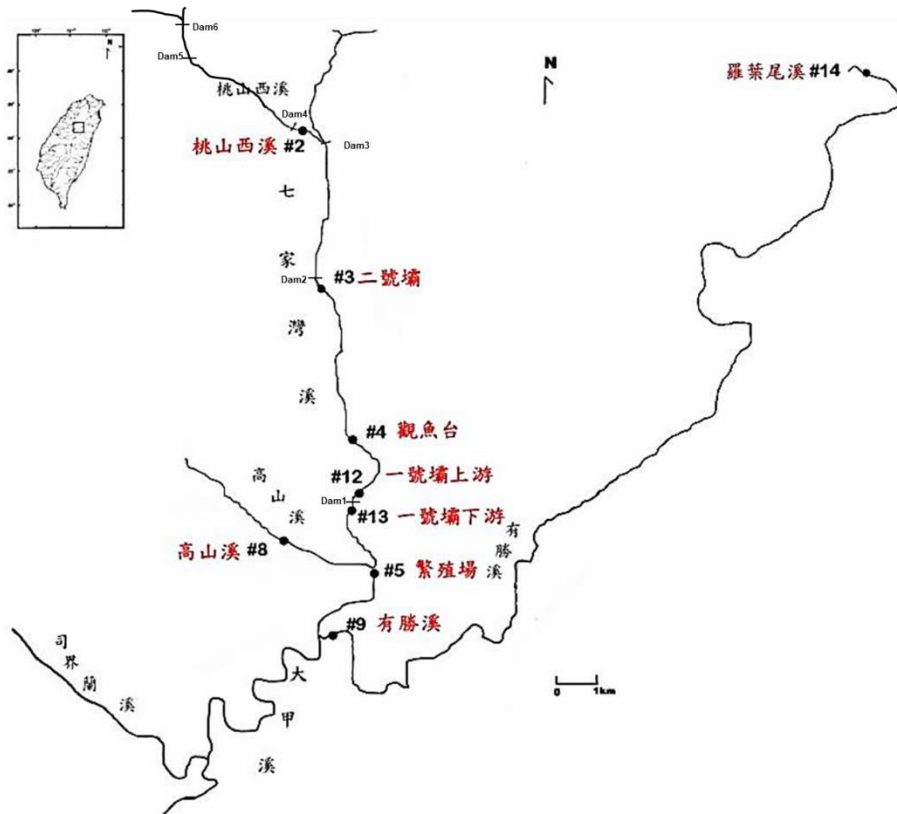 Dam6
N
Dam5
N
羅葉尾溪 #14
桃山西溪
Dam4
桃山西溪 #2
Dam3
七家灣溪
Dam2
#3 二號壩
#4 觀魚台
#12 一號壩上游
高山溪
Dam1
#13 一號壩下游
有勝溪
高山溪 #8
#5 繁殖場
#9 有勝溪
司界蘭溪
大甲溪
0 1km